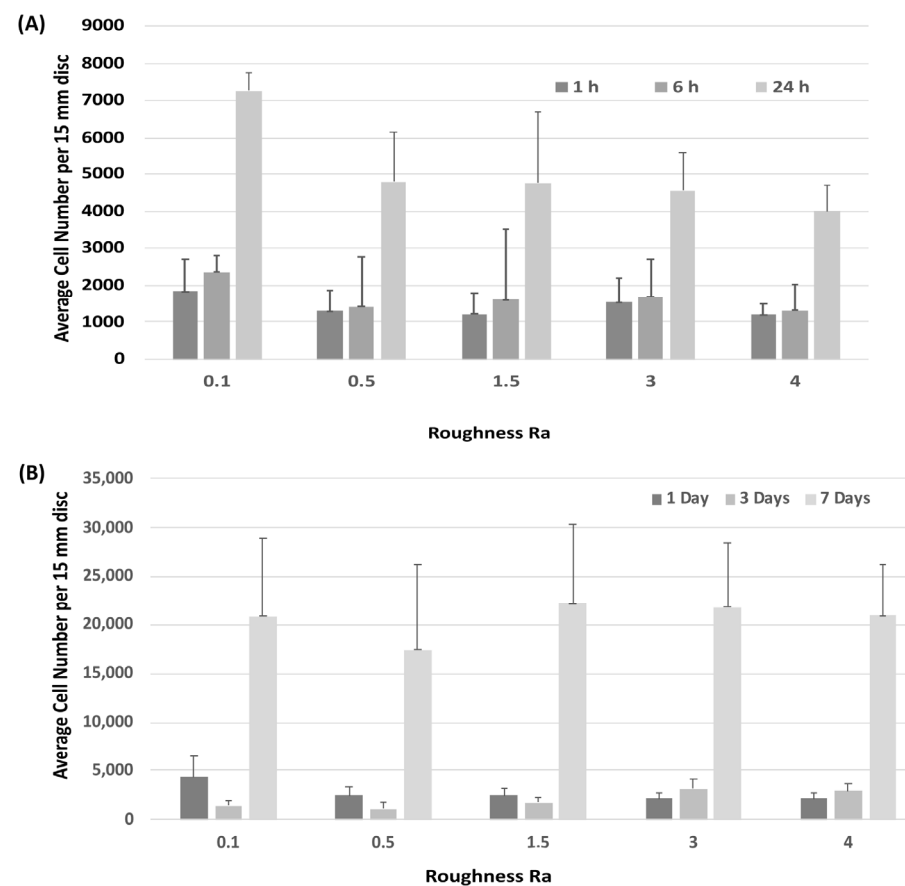 (A)
Average Cell Number per 15 mm disc
9000
8000
7000
6000
5000
4000
3000
2000
1000
0
1 h 6 h 24 h
0.1 0.5 1.5 3 4
Roughness Ra
(B)
Average Cell Number per 15 mm disc
35,000
30,000
25,000
20,000
15,000
10,000
5,000
0
1 Day 3 Days 7 Days
0.1 0.5 1.5 3 4
Roughness Ra